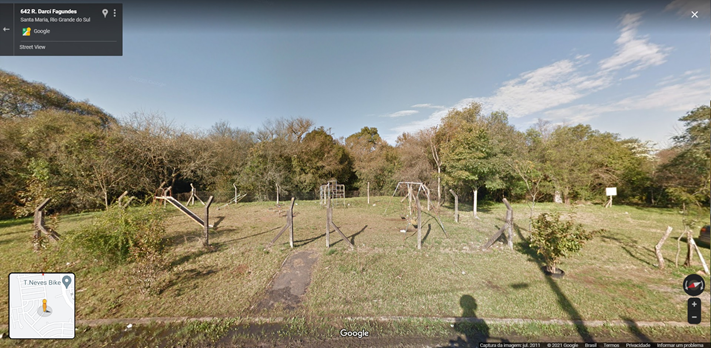 642 R. Darci Fagundes
Santa Maria, Rio Grande do Sul
Google
Street View
T.Neves Bike
Google
Captura da imagem: jul. 2011 © 2021 Google Brasil Termos Privacidade Informar um problema